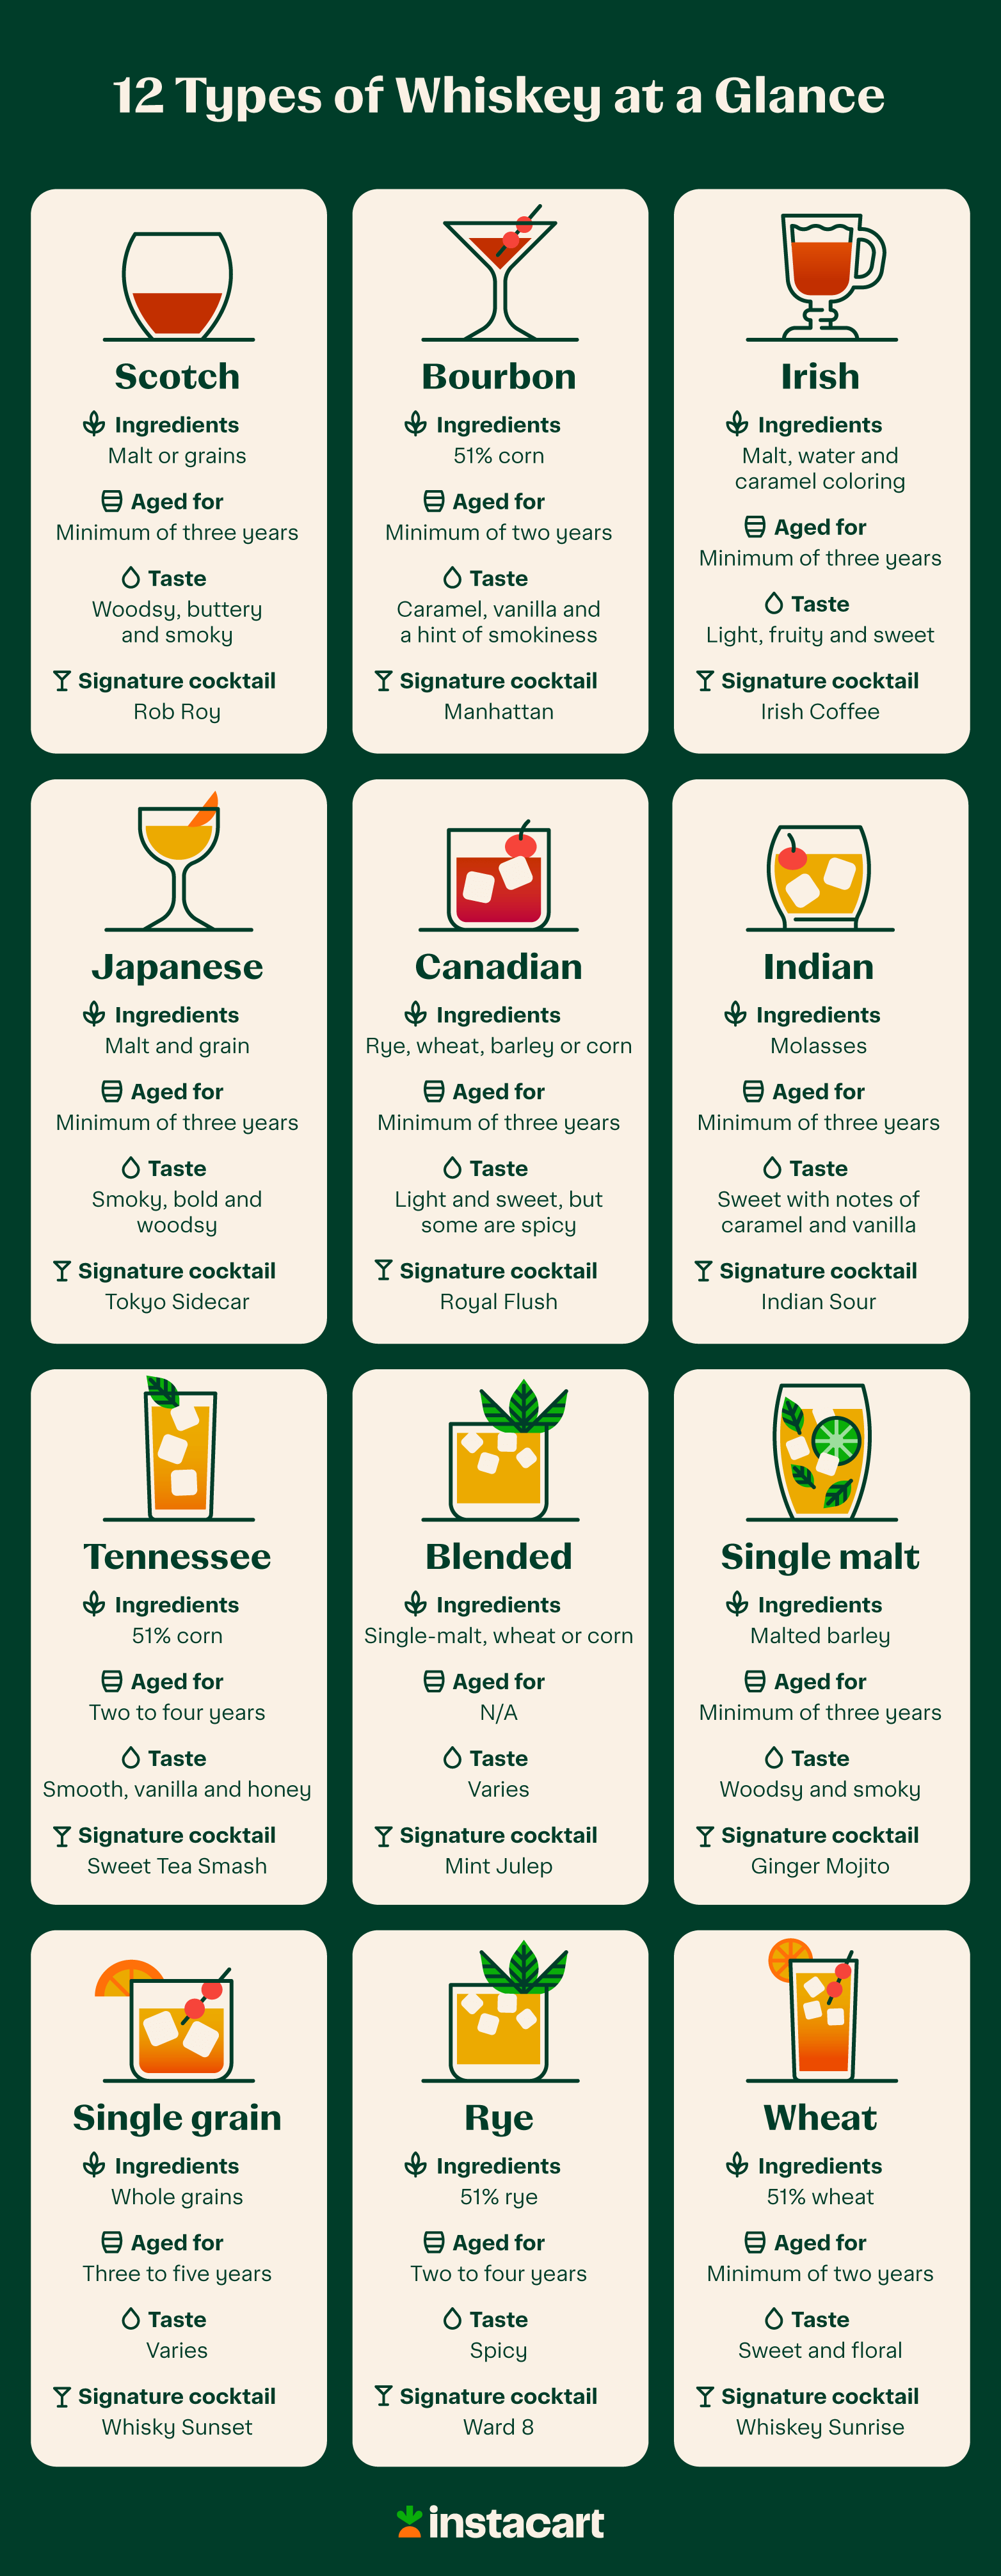 12 Types of Whiskey at a Glance
Scotch
Ingredients
Malt or grains
Aged for
Minimum of three years
Taste
Woodsy, buttery
and smoky
Signature cocktail
Rob Roy
Bourbon
Ingredients
51% corn
Aged for
Minimum of two years
Taste
Caramel, vanilla and
a hint of smokiness
Signature cocktail
Manhattan
Irish
Ingredients
Malt, water and
caramel coloring
Aged for
Minimum of three years
Taste
Light, fruity and sweet
Signature cocktail
Irish Coffee
Japanese
Ingredients
Malt and grain
Aged for
Minimum of three years
Taste
Smoky, bold and
woodsy
Signature cocktail
Tokyo Sidecar
Canadian
Ingredients
Rye, wheat, barley or corn
Aged for
Minimum of three years
Taste
Light and sweet, but
some are spicy
Signature cocktail
Royal Flush
Indian
Ingredients
Molasses
Aged for
Minimum of three years
Taste
Sweet with notes of
caramel and vanilla
Signature cocktail
Indian Sour
Tennessee
Ingredients
51% corn
Aged for
Two to four years
Taste
Smooth, vanilla and honey
Signature cocktail
Sweet Tea Smash
Blended
Ingredients
Single-malt, wheat or corn
Aged for
N/A
Taste
Varies
Signature cocktail
Mint Julep
Single malt
Ingredients
Malted barley
Aged for
Minimum of three years
Taste
Woodsy and smoky
Signature cocktail
Ginger Mojito
Single grain
Ingredients
Whole grains
Aged for
Three to five years
Taste
Varies
Signature cocktail
Whisky Sunset
Rye
Ingredients
51% rye
Aged for
Two to four years
Taste
Spicy
Signature cocktail
Ward 8
Wheat
Ingredients
51% wheat
Aged for
Minimum of two years
Taste
Sweet and floral
Signature cocktail
Whiskey Sunrise
instacart